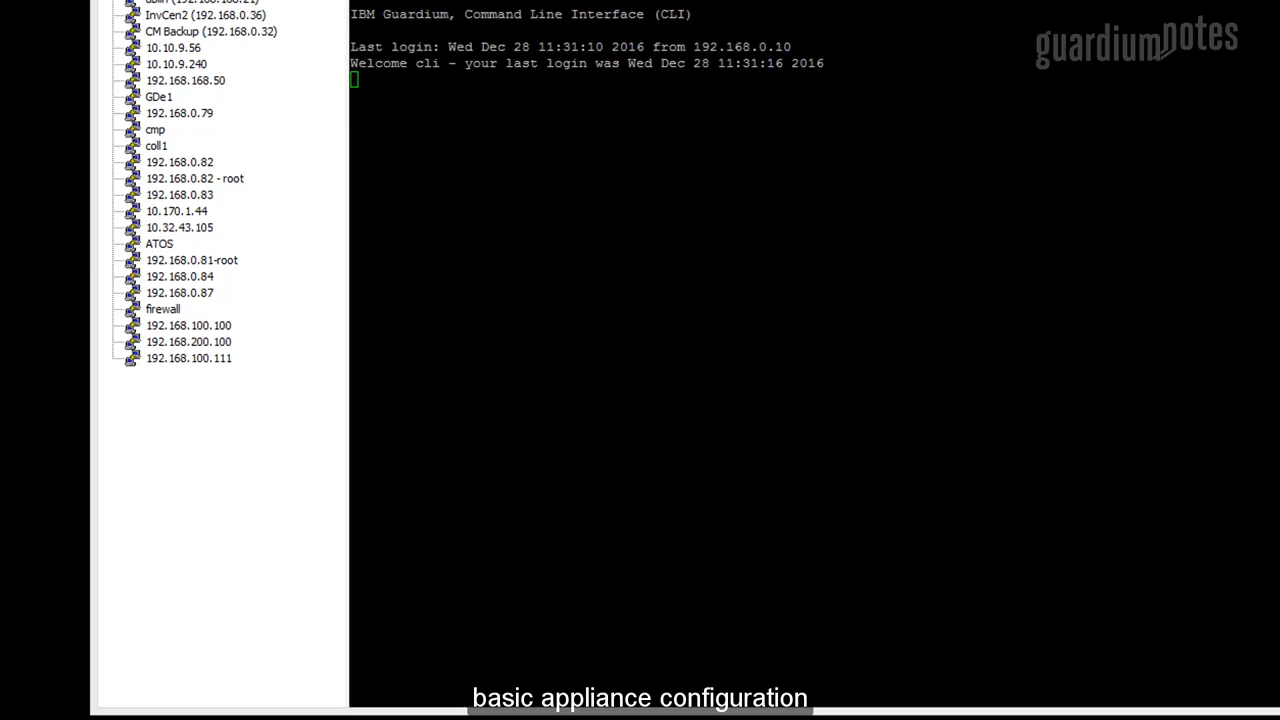 InvCen2 (192.168.0.36)
CM Backup (192.168.0.32)
10.10.9.56
10.10.9.240
192.168.168.50
GDe1
192.168.0.79
cmp
coll1
192.168.0.82
192.168.0.82 - root
192.168.0.83
10.170.1.44
10.32.43.105
ATOS
192.168.0.81-root
192.168.0.84
192.168.0.87
firewall
192.168.100.100
192.168.200.100
192.168.100.111
IBM Guardium, Command Line Interface (CLI)
Last login: Wed Dec 28 11:31:10 2016 from 192.168.0.10
Welcome cli - your last login was Wed Dec 28 11:31:16 2016
guardiumnotes
basic appliance configuration